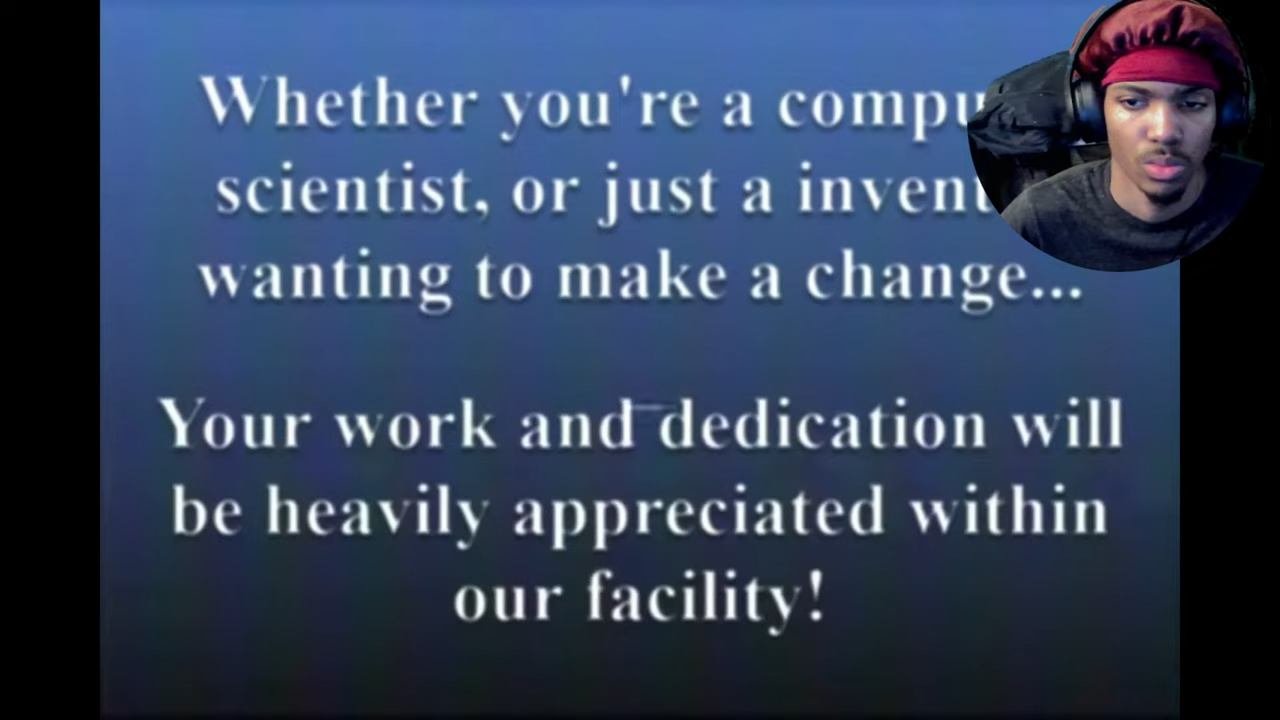 Whether you're a
scientist, or just a
wanting to make a change...
Your work and dedication will
be heavily appreciated within
our facility!